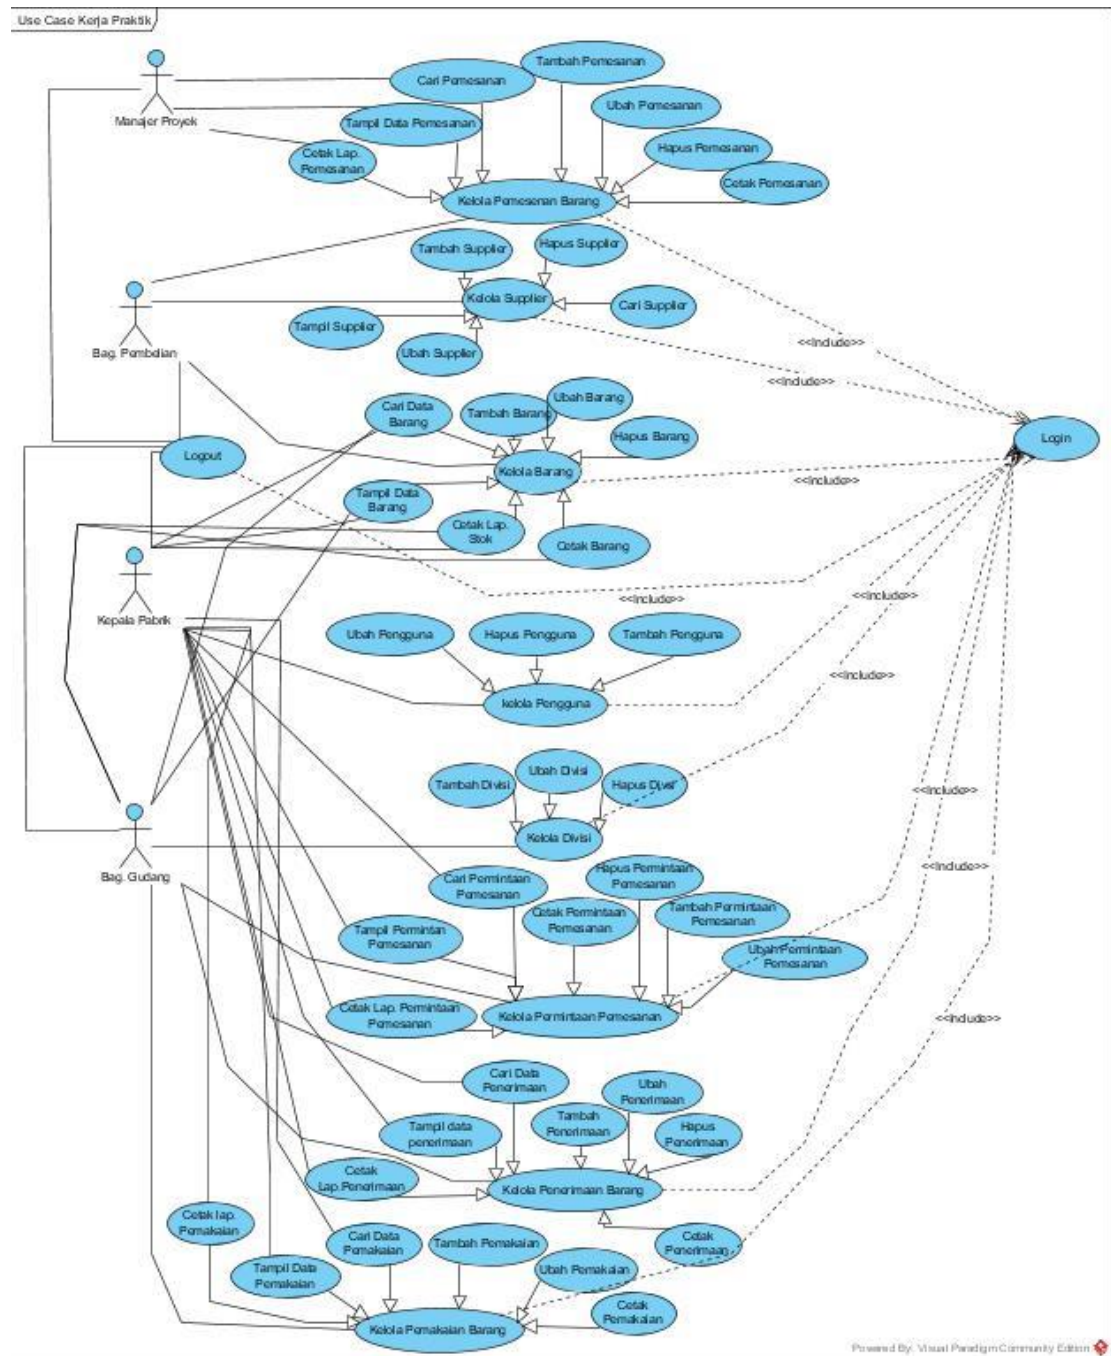 Use Case Kerja Praktik
Tambah Pemesanan
Cari Pemesanan
Ubah Pemesanan
Manajer Proyek
Tampil Data Pemesanan
Hapus Pemesanan
Cetak Lap.
Pemesanan
Cetak Pemesanan
Kelola Pemesenan Barang
Tambah Supplier
Hapus Supplier
Kelola Supplier
Cari Supplier
Tampil Supplier
Ubah Supplier
Bag. Pembelian
<<Include>>
<<Include>>
Cari Data
Barang
Tambah Barang
Ubah Barang
Hapus Barang
Login
Logout
Kelola Barang
<<Include>>
Tampil Data
Barang
Cetak Lap.
Stok
Cetak Barang
Kepala Pabrik
<<Include>>
<<Include>>
Ubah Pengguna
Hapus Pengguna
Tambah Pengguna
<<Include>>
kelola Pengguna
Ubah Divisi
Tambah Divisi
Hapus Divisi
<<Include>>
Kelola Divisi
Bag. Gudang
<<Include>>
Cari Permintaan
Pemesanan
Hapus Permintaan
Pemesanan
Cetak Permintaan
Pemesanan
Tambah Permintaan
Pemesanan
Tampil Permintan
Pemesanan
Ubah Permintaan
Pemesanan
Cetak Lap. Permintaan
Pemesanan
Kelola Permintaan Pemesanan
<<Include>>
Cari Data
Penerimaan
Ubah
Penerimaan
Tambah
Penerimaan
Tampil data
penerimaan
Hapus
Penerimaan
Cetak
Lap.Penerimaan
Kelola Penerimaan Barang
Cetak lap.
Pemakaian
Cari Data
Pemakaian
Tambah Pemakaian
Cetak
Penerimaan
Tampil Data
Pemakaian
Ubah Pemakaian
Cetak
Pemakaian
Kelola Pemakaian Barang
Powered By: Visual Paradigm Community Edition